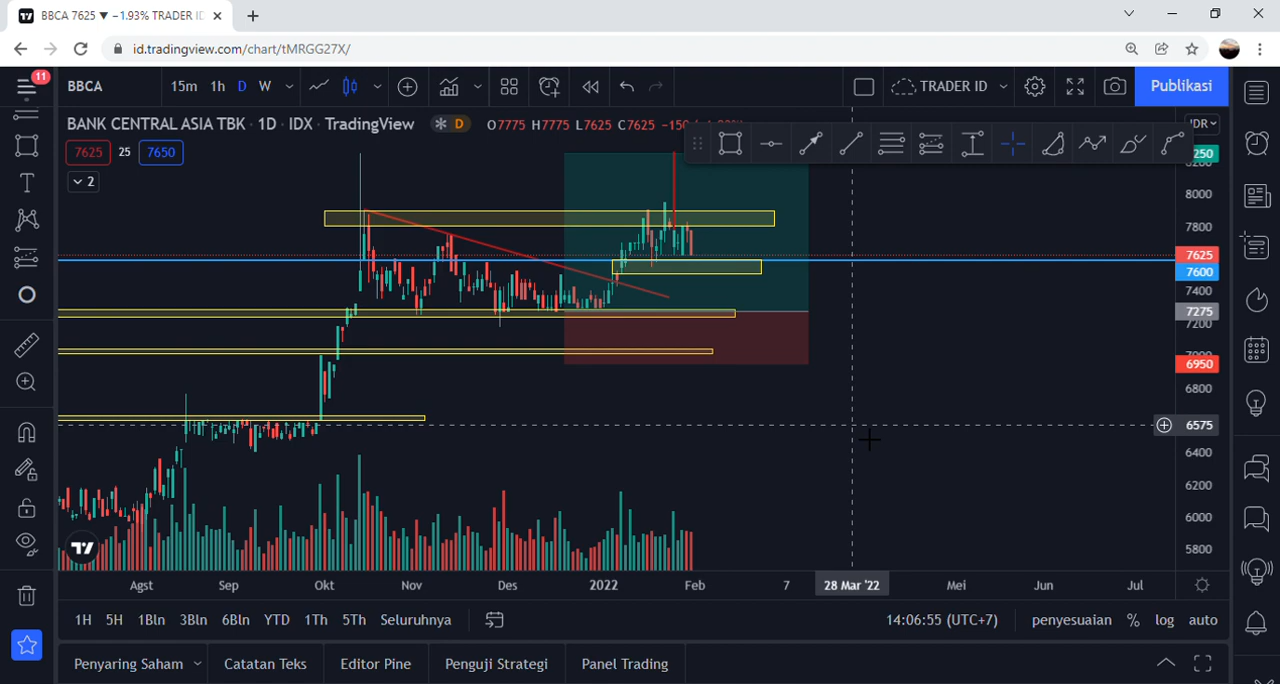 BBCA 7625 ▼ −1.93% TRADER ID
id.tradingview.com/chart/tMRGG27X/
11
BBCA
15m 1h D W
TRADER ID
Publikasi
BANK CENTRAL ASIA TBK · 1D · IDX · TradingView
D
O7775 H7775 L7625 C7625
IDR
7625 25 7650
2
8000
7800
7625
7600
7400
7275
7200
7000
6950
6800
6575
6400
6200
6000
5800
Agst Sep Okt Nov Des 2022 Feb 7 28 Mar '22 Mei Jun Jul
1H 5H 1Bln 3Bln 6Bln YTD 1Th 5Th Seluruhnya
14:06:55 (UTC+7) penyesuaian % log auto
Penyaring Saham Catatan Teks Editor Pine Penguji Strategi Panel Trading